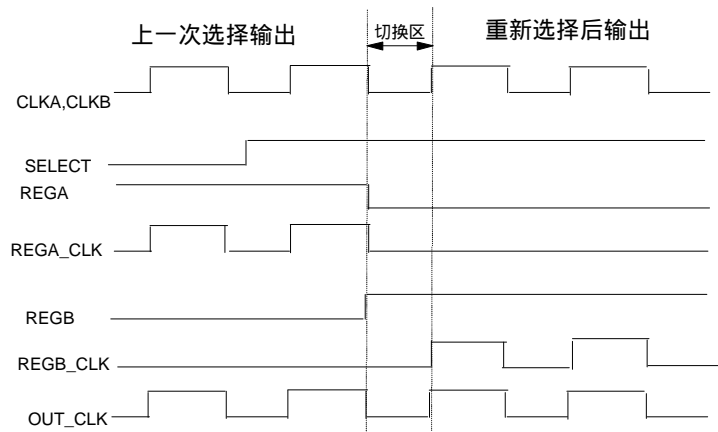 上一次选择输出
切换区
重新选择后输出
CLKA,CLKB
SELECT
REGA
REGA_CLK
REGB
REGB_CLK
OUT_CLK